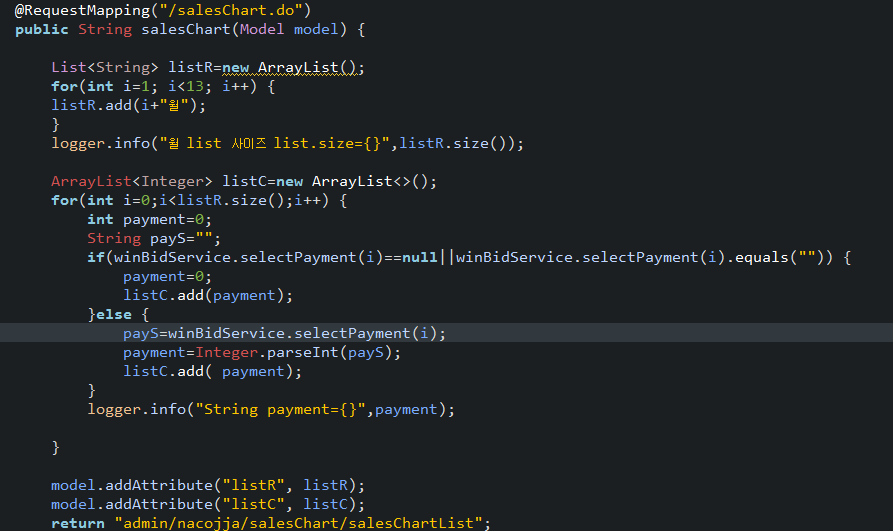 @RequestMapping("/salesChart.do")
public String salesChart(Model model) {
List<String> listR=new ArrayList();
for(int i=1; i<13; i++) {
listR.add(i+"월");
}
logger.info("월 list 사이즈 list.size={}",listR.size());
ArrayList<Integer> listC=new ArrayList<>();
for(int i=0;i<listR.size();i++) {
int payment=0;
String payS="";
if(winBidService.selectPayment(i)==null||winBidService.selectPayment(i).equals("")) {
payment=0;
listC.add(payment);
}else {
payS=winBidService.selectPayment(i);
payment=Integer.parseInt(payS);
listC.add( payment);
}
logger.info("String payment={}",payment);
}
model.addAttribute("listR", listR);
model.addAttribute("listC", listC);
return "admin/nacojja/salesChart/salesChartList";